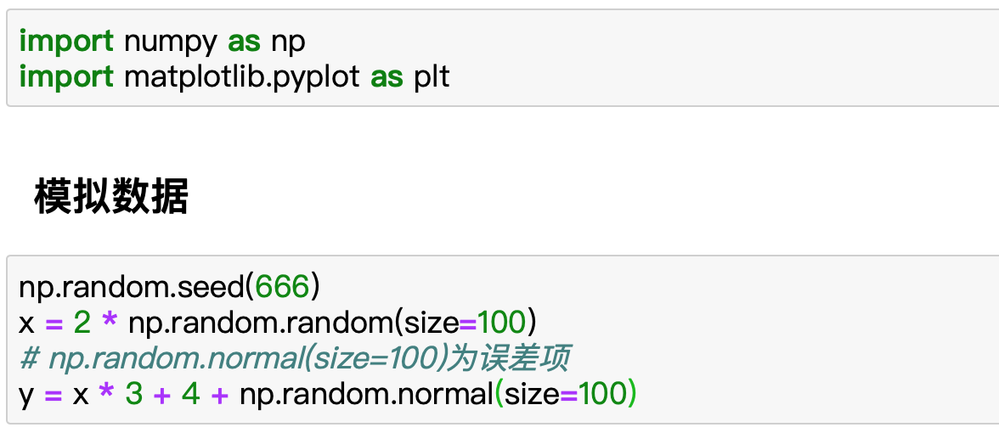 import numpy as np
import matplotlib.pyplot as plt
模拟数据
np.random.seed(666)
x = 2 * np.random.random(size=100)
# np.random.normal(size=100)为误差项
y = x * 3 + 4 + np.random.normal(size=100)